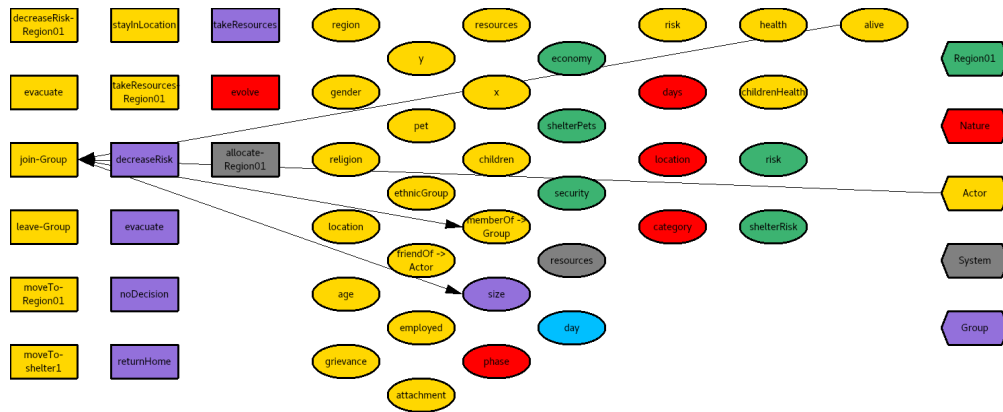 decreaseRisk-
Region01
stayInLocation
takeResources
region
resources
risk
health
alive
y
economy
Region01
evacuate
takeResources-
Region01
evolve
gender
x
days
childrenHealth
Nature
pet
shelterPets
join-Group
decreaseRisk
allocate-
Region01
religion
children
location
risk
ethnicGroup
security
Actor
leave-Group
evacuate
location
memberOf ->
Group
category
shelterRisk
friendOf ->
Actor
resources
System
moveTo-
Region01
noDecision
age
size
employed
day
Group
moveTo-
shelter1
returnHome
grievance
phase
attachment